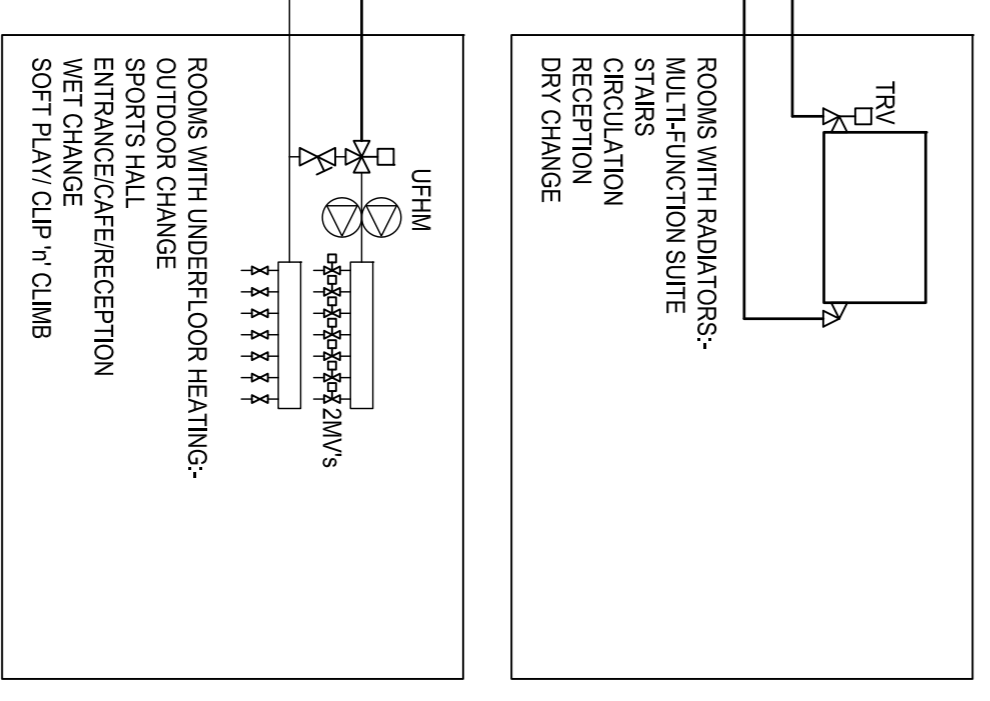 TRV
ROOMS WITH RADIATORS:-
MULTI-FUNCTION SUITE
STAIRS
CIRCULATION
RECEPTION
DRY CHANGE
UFHM
2MV's
ROOMS WITH UNDERFLOOR HEATING:-
OUTDOOR CHANGE
SPORTS HALL
ENTRANCE/CAFE/RECEPTION
WET CHANGE
SOFT PLAY/ CLIP 'n' CLIMB